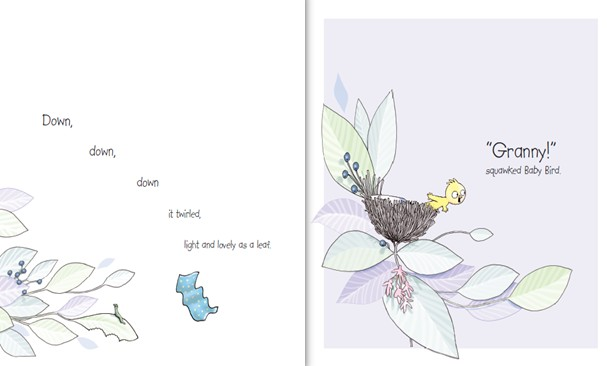 Down,
down,
down
it twirled,
light and lovely as a leaf.
"Granny!"
squawked Baby Bird.